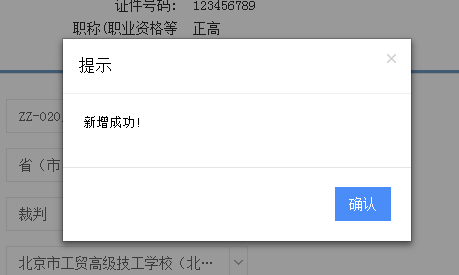 证件号码: 123456789
职称(职业资格等 正高
提示
×
ZZ-020
新增成功!
省（市
确认
裁判
北京市工贸高级技工学校（北…